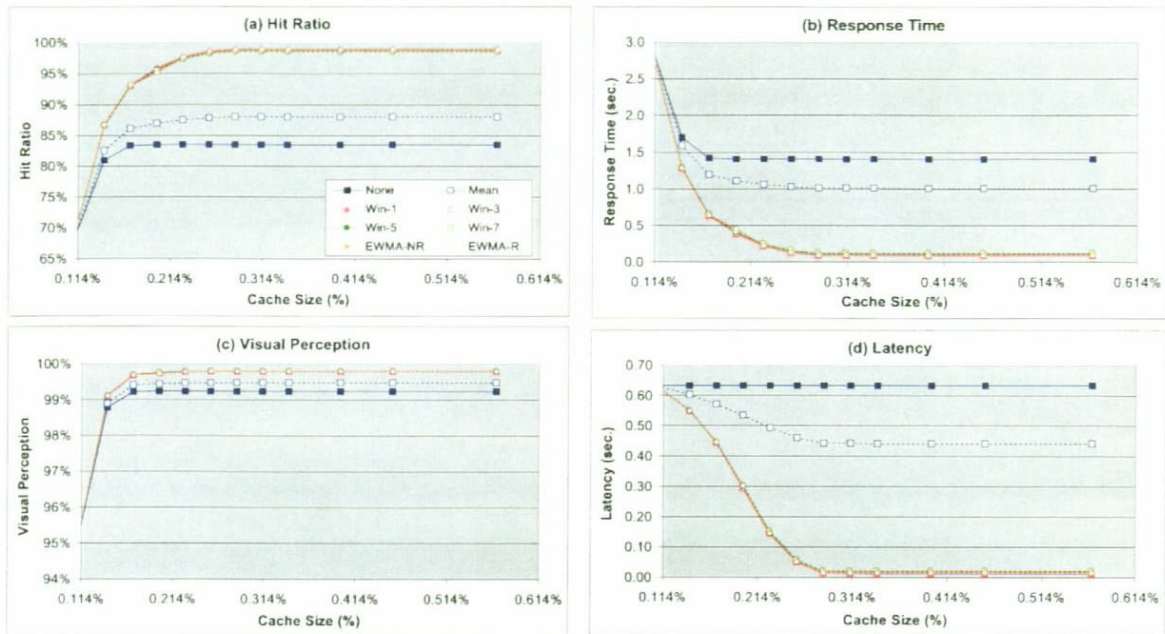 (a) Hit Ratio
100%
95%
90%
85%
80%
75%
70%
65%
Hit Ratio
None
Mean
Win-1
Win-3
Win-5
Win-7
EWMA-NR
EWMA-R
0.114% 0.214% 0.314% 0.414% 0.514% 0.614%
Cache Size (%)
(b) Response Time
3.0
2.5
2.0
1.5
1.0
0.5
0.0
Response Time (sec.)
0.114% 0.214% 0.314% 0.414% 0.514% 0.614%
Cache Size (%)
(c) Visual Perception
100%
99%
98%
97%
96%
95%
94%
Visual Perception
0.114% 0.214% 0.314% 0.414% 0.514% 0.614%
Cache Size (%)
(d) Latency
0.70
0.60
0.50
0.40
0.30
0.20
0.10
0.00
Latency (sec.)
0.114% 0.214% 0.314% 0.414% 0.514% 0.614%
Cache Size (%)